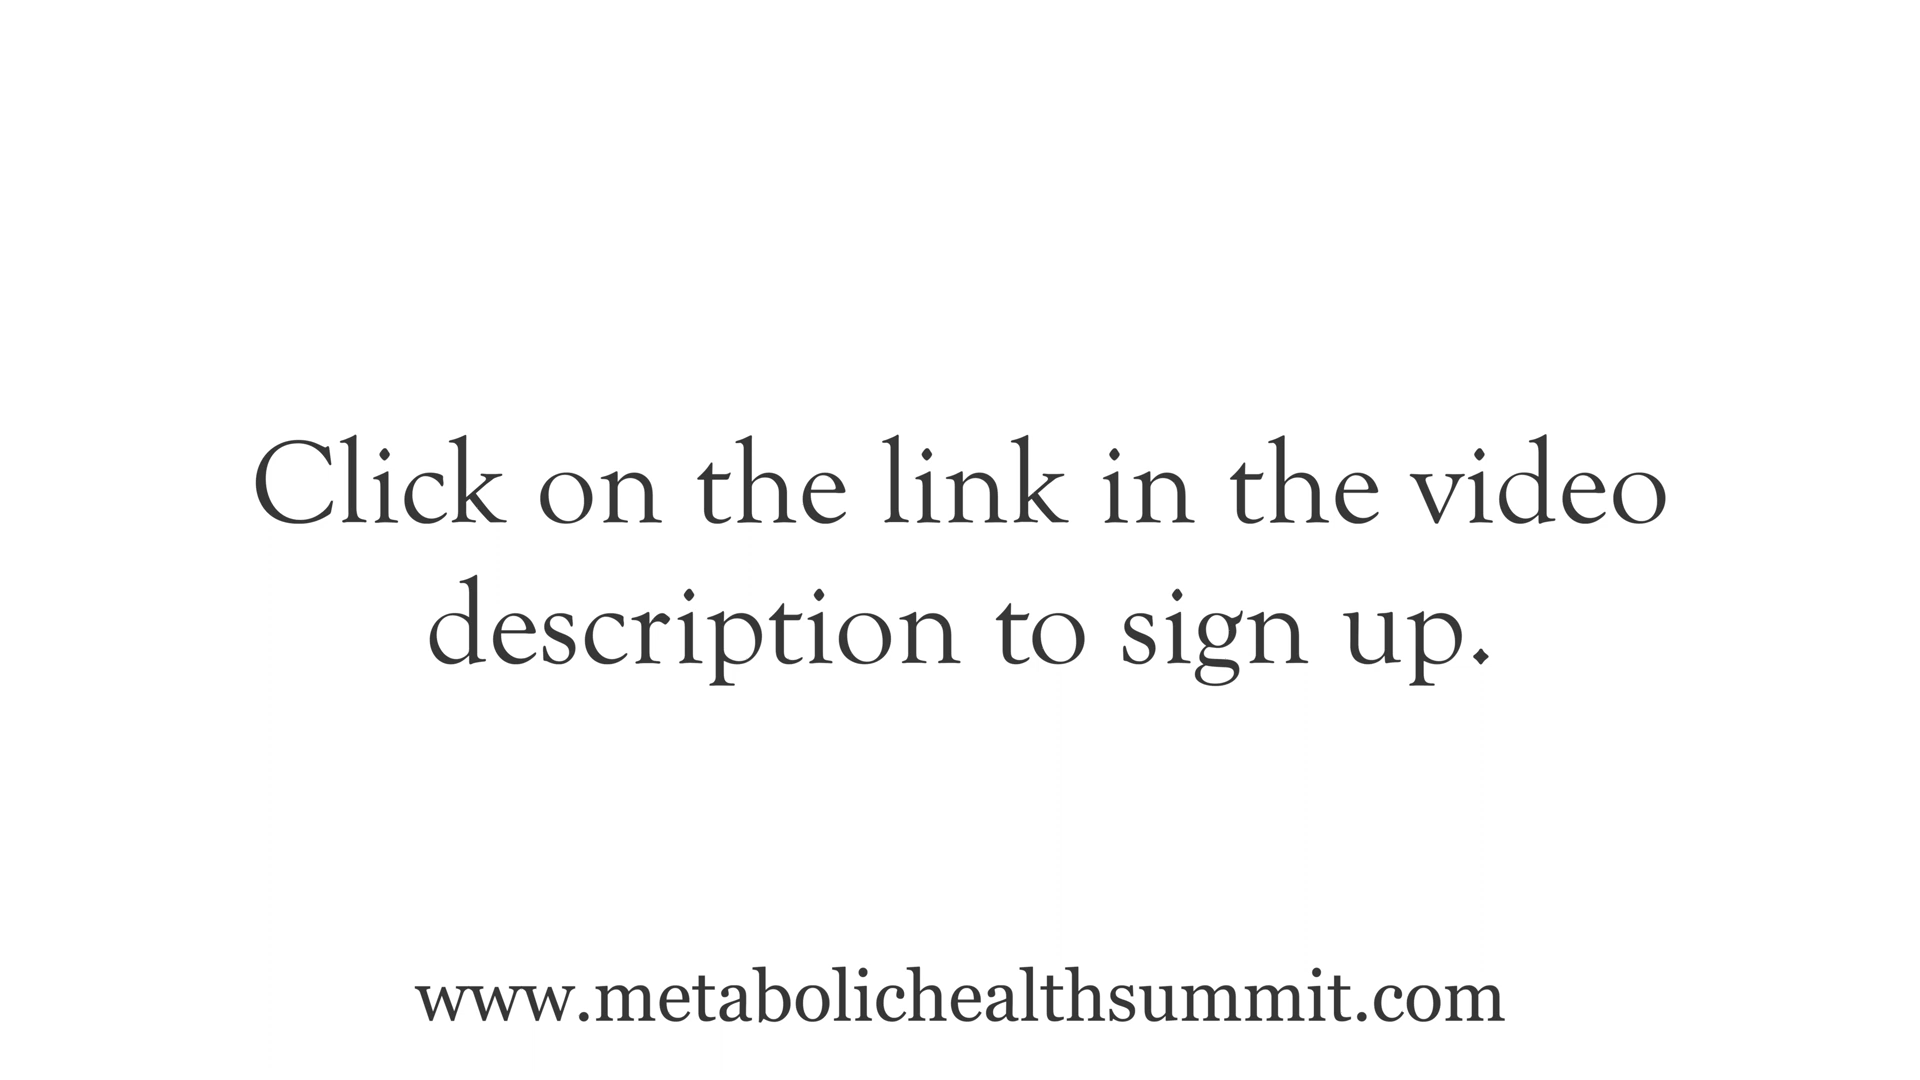 Click on the link in the video
description to sign up.
www.metabolichealthsummit.com